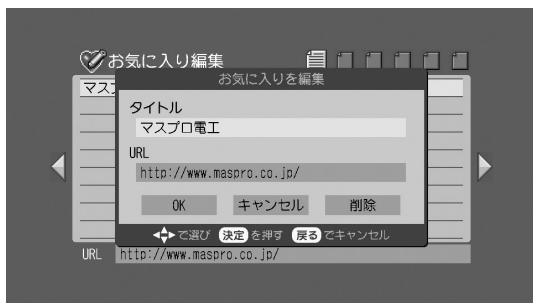 お気に入り編集
お気に入りを編集
マス
タイトル
マスプロ電工
URL
http://www.maspro.co.jp/
OK キャンセル 削除
で選び 決定 を押す 戻る でキャンセル
URL http://www.maspro.co.jp/